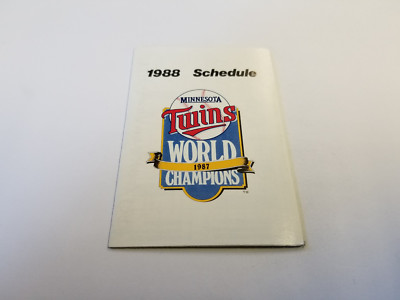 1988 Schedule
MINNESOTA
Twins
WORLD
1987
CHAMPIONS